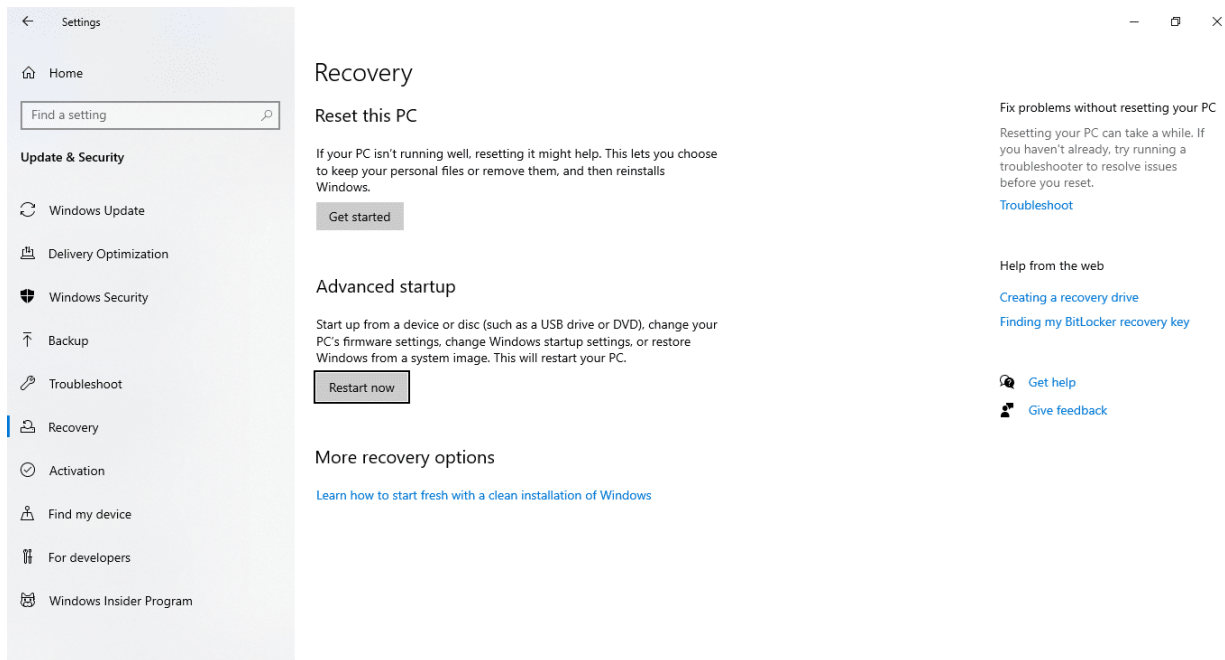 Settings
Home
Find a setting
Update & Security
Windows Update
Delivery Optimization
Windows Security
Backup
Troubleshoot
Recovery
Activation
Find my device
For developers
Windows Insider Program
Recovery
Reset this PC
If your PC isn't running well, resetting it might help. This lets you choose
to keep your personal files or remove them, and then reinstalls
Windows.
Get started
Advanced startup
Start up from a device or disc (such as a USB drive or DVD), change your
PC's firmware settings, change Windows startup settings, or restore
Windows from a system image. This will restart your PC.
Restart now
More recovery options
Learn how to start fresh with a clean installation of Windows
Fix problems without resetting your PC
Resetting your PC can take a while. If
you haven't already, try running a
troubleshooter to resolve issues
before you reset.
Troubleshoot
Help from the web
Creating a recovery drive
Finding my BitLocker recovery key
Get help
Give feedback